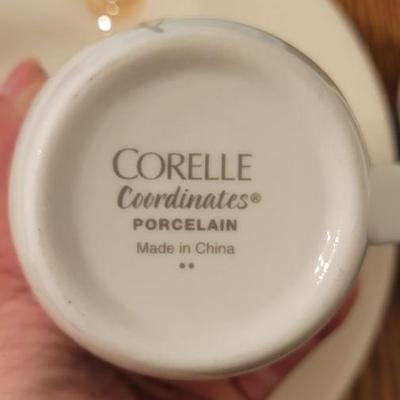 CORELLE
Coordinates®
PORCELAIN
Made in China